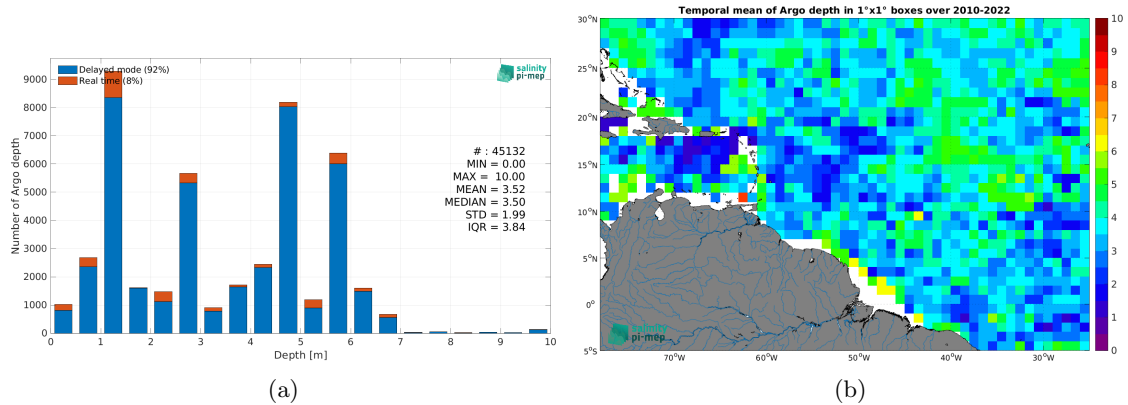 Delayed mode (92%)
Real time (8%)
salinity
pi-mep
# : 45132
MIN = 0.00
MAX = 10.00
MEAN = 3.52
MEDIAN = 3.50
STD = 1.99
IQR = 3.84
Number of Argo depth
9000
8000
7000
6000
5000
4000
3000
2000
1000
0
0 1 2 3 4 5 6 7 8 9 10
Depth [m]
(a)
Temporal mean of Argo depth in 1°x1° boxes over 2010-2022
30°N
25°N
20°N
15°N
10°N
5°N
0°
5°S
70°W 60°W 50°W 40°W 30°W
salinity
pi-mep
10
9
8
7
6
5
4
3
2
1
0
(b)